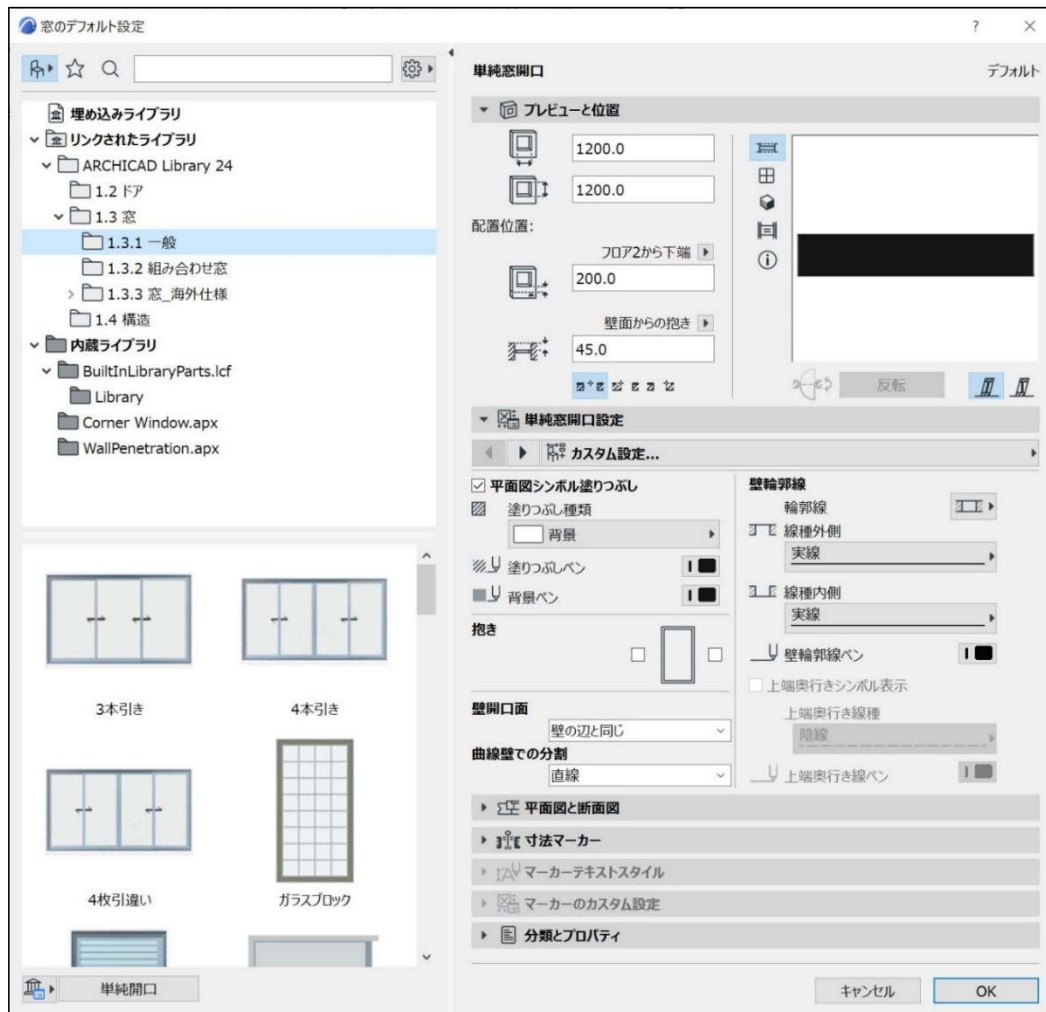 窓のデフォルト設定
?
埋め込みライブラリ
リンクされたライブラリ
ARCHICAD Library 24
1.2 ドア
1.3 窓
1.3.1 一般
1.3.2 組み合わせ窓
1.3.3 窓_海外仕様
1.4 構造
内蔵ライブラリ
BuiltInLibraryParts.lcf
Library
Corner Window.apx
WallPenetration.apx
3本引き
4本引き
4枚引違い
ガラスブロック
単純開口
単純窓開口
デフォルト
プレビューと位置
1200.0
1200.0
配置位置:
フロア2から下端
200.0
壁面からの抱き
45.0
反転
単純窓開口設定
カスタム設定...
平面図シンボル塗りつぶし
塗りつぶし種類
背景
塗りつぶしペン
背景ペン
抱き
壁開口面
壁の辺と同じ
曲線壁での分割
直線
壁輪郭線
輪郭線
線種外側
実線
線種内側
実線
壁輪郭線ペン
上端奥行きシンボル表示
上端奥行き線種
陰線
上端奥行き線ペン
平面図と断面図
寸法マーカー
マーカーテキストスタイル
マーカーのカスタム設定
分類とプロパティ
キャンセル
OK